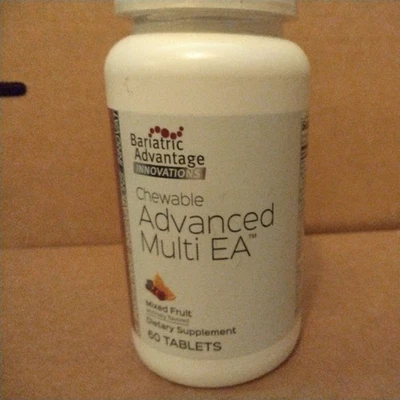 Bariatric
Advantage
INNOVATIONS
Chewable
Advanced
Multi EA™
Mixed Fruit
Dietary Supplement
60 TABLETS